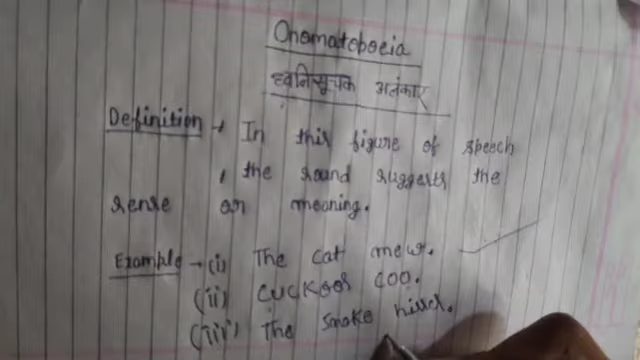 Onomatopoeia
ध्वनिसूचक अलंकार
Definition → In this figure of speech
, the sound suggests the
sense or meaning.
Example → (i) The cat mew.
(ii) Cuckoos coo.
(iii) The snake hisses.